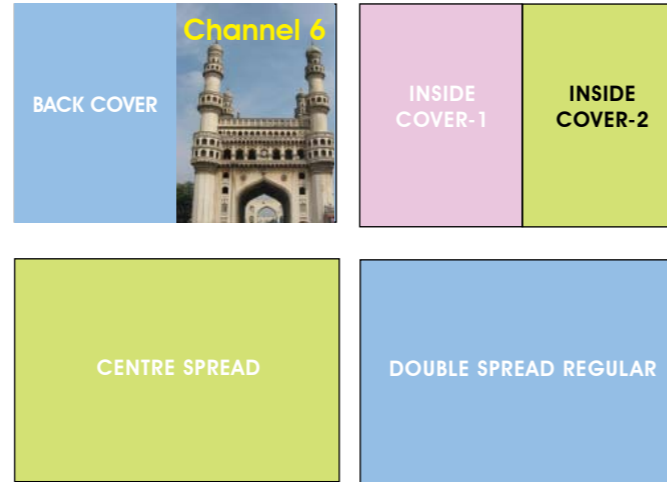 Channel 6
BACK COVER
INSIDE
COVER-1
INSIDE
COVER-2
CENTRE SPREAD
DOUBLE SPREAD REGULAR